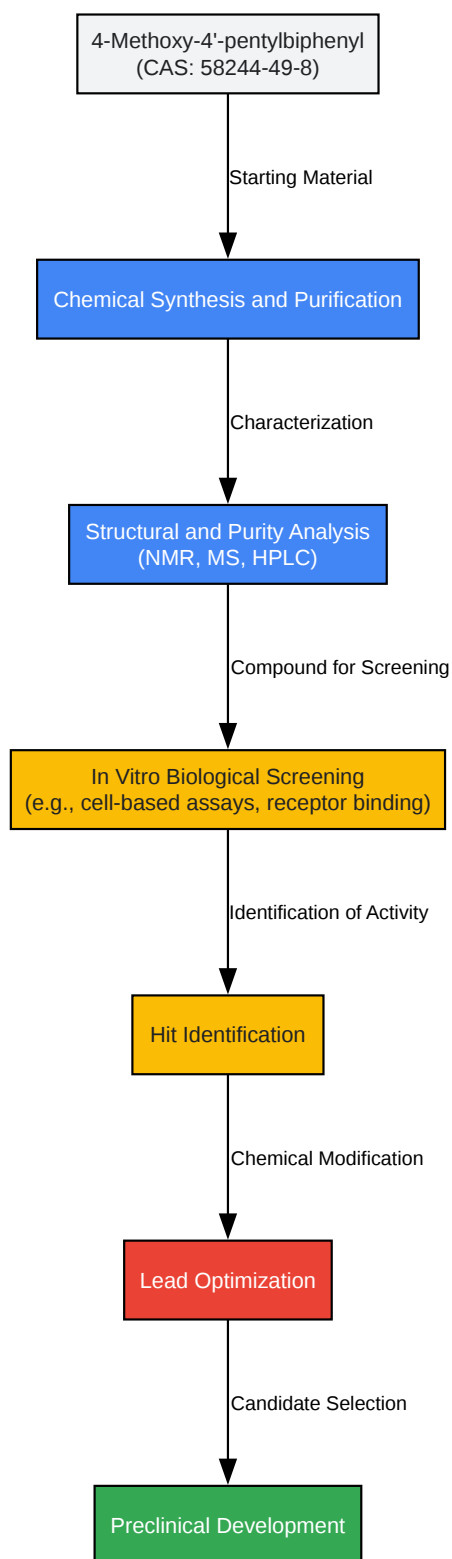 4-Methoxy-4'-pentylbiphenyl
(CAS: 58244-49-8)
Starting Material
Chemical Synthesis and Purification
Characterization
Structural and Purity Analysis
(NMR, MS, HPLC)
Compound for Screening
In Vitro Biological Screening
(e.g., cell-based assays, receptor binding)
Identification of Activity
Hit Identification
Chemical Modification
Lead Optimization
Candidate Selection
Preclinical Development